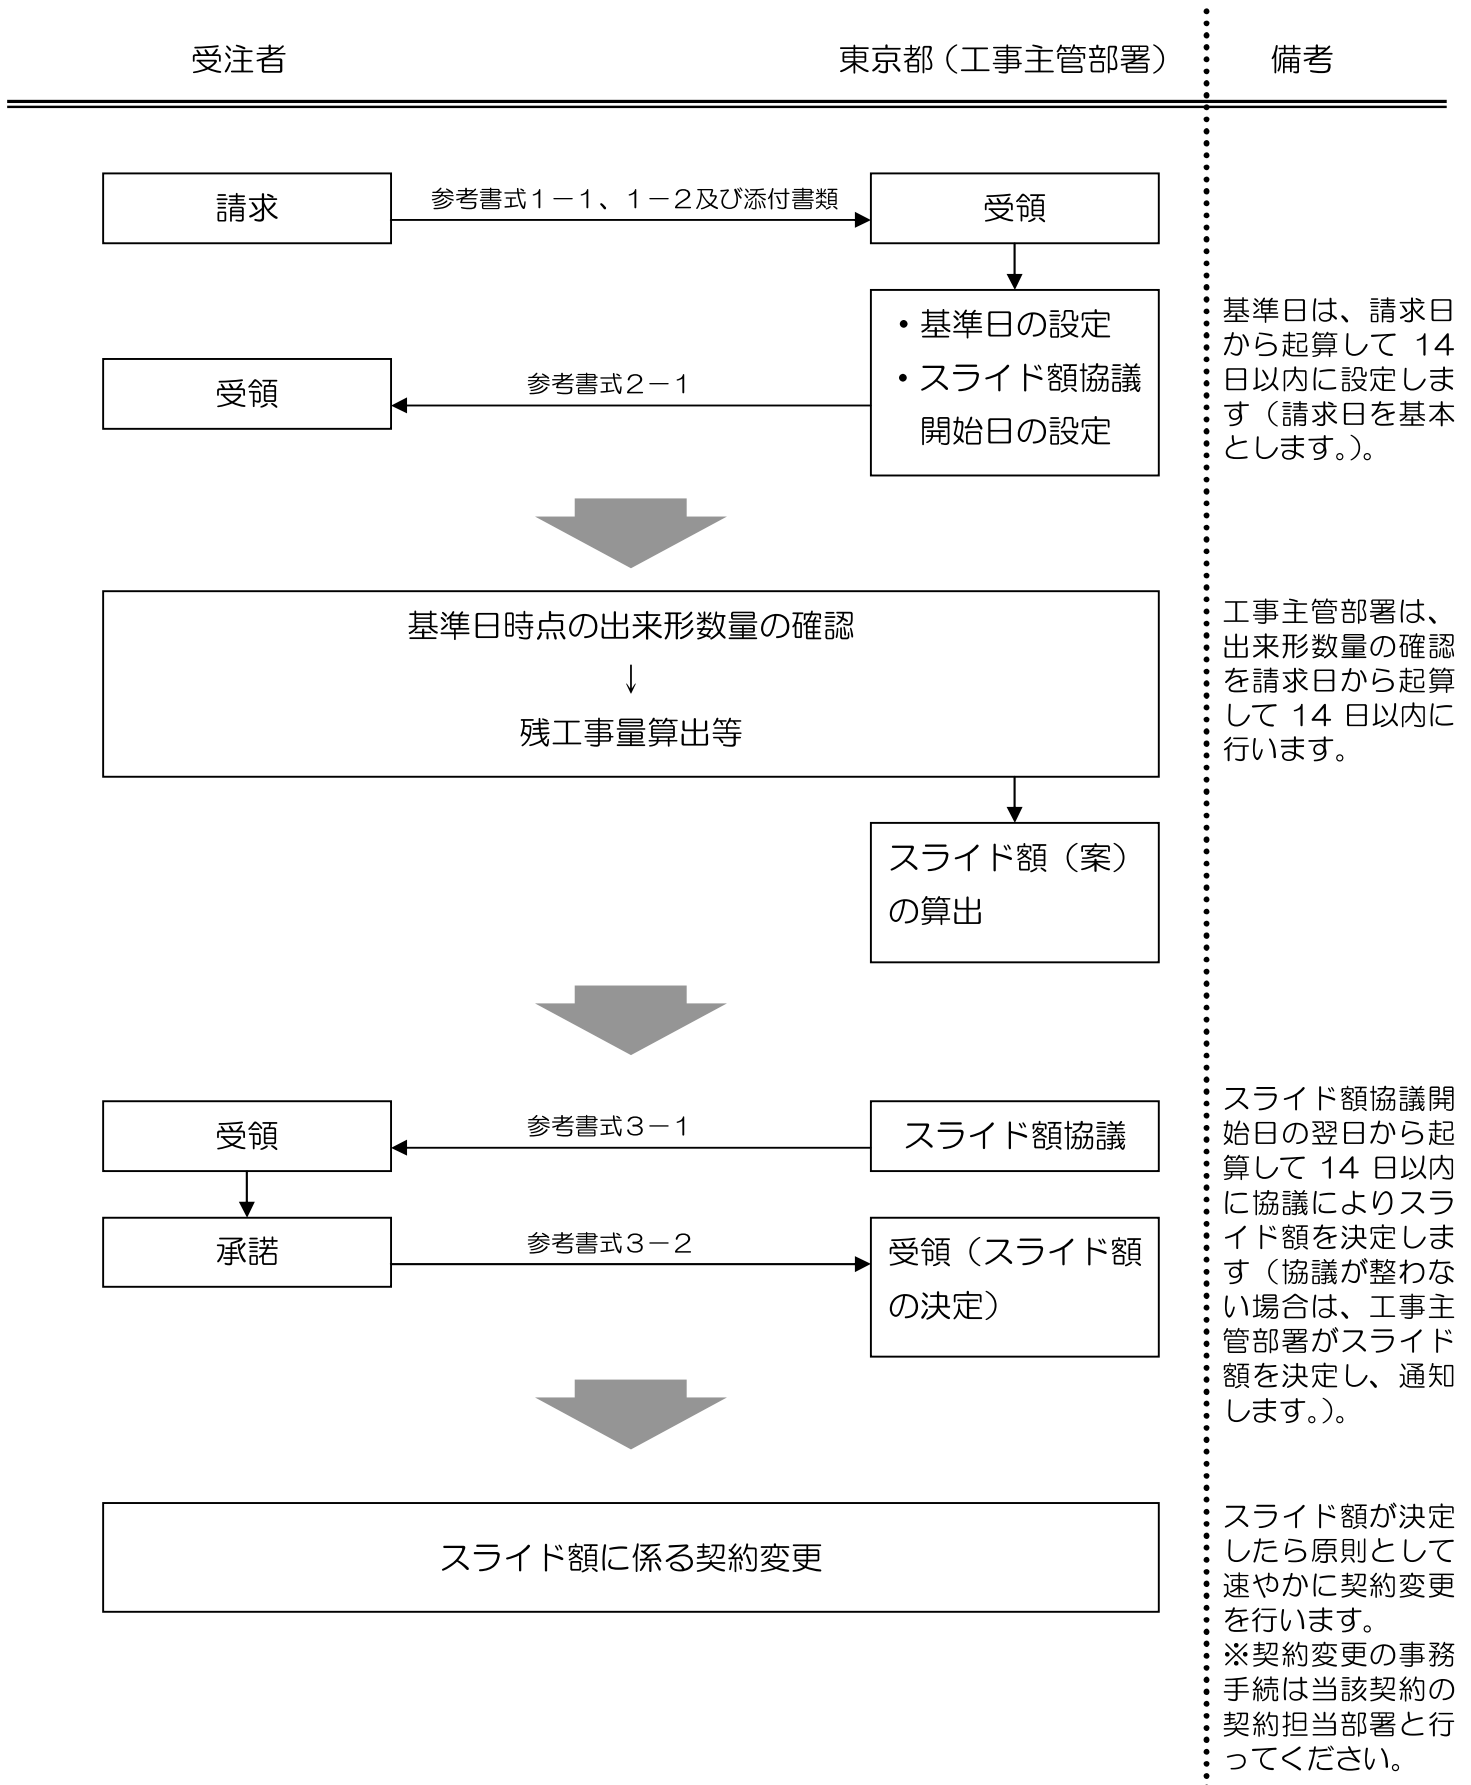 受注者
東京都（工事主管部署）
備考
請求
参考書式１－１、１－２及び添付書類
受領
・基準日の設定
・スライド額協議
開始日の設定
受領
参考書式２－１
基準日は、請求日
から起算して 14
日以内に設定しま
す（請求日を基本
とします。）。
基準日時点の出来形数量の確認
↓
残工事量算出等
工事主管部署は、
出来形数量の確認
を請求日から起算
して 14 日以内に
行います。
スライド額（案）
の算出
受領
参考書式３－１
スライド額協議
承諾
参考書式３－２
受領（スライド額
の決定）
スライド額協議開
始日の翌日から起
算して 14 日以内
に協議によりスラ
イド額を決定しま
す（協議が整わな
い場合は、工事主
管部署がスライド
額を決定し、通知
します。）。
スライド額に係る契約変更
スライド額が決定
したら原則として
速やかに契約変更
を行います。
※契約変更の事務
手続は当該契約の
契約担当部署と行
ってください。